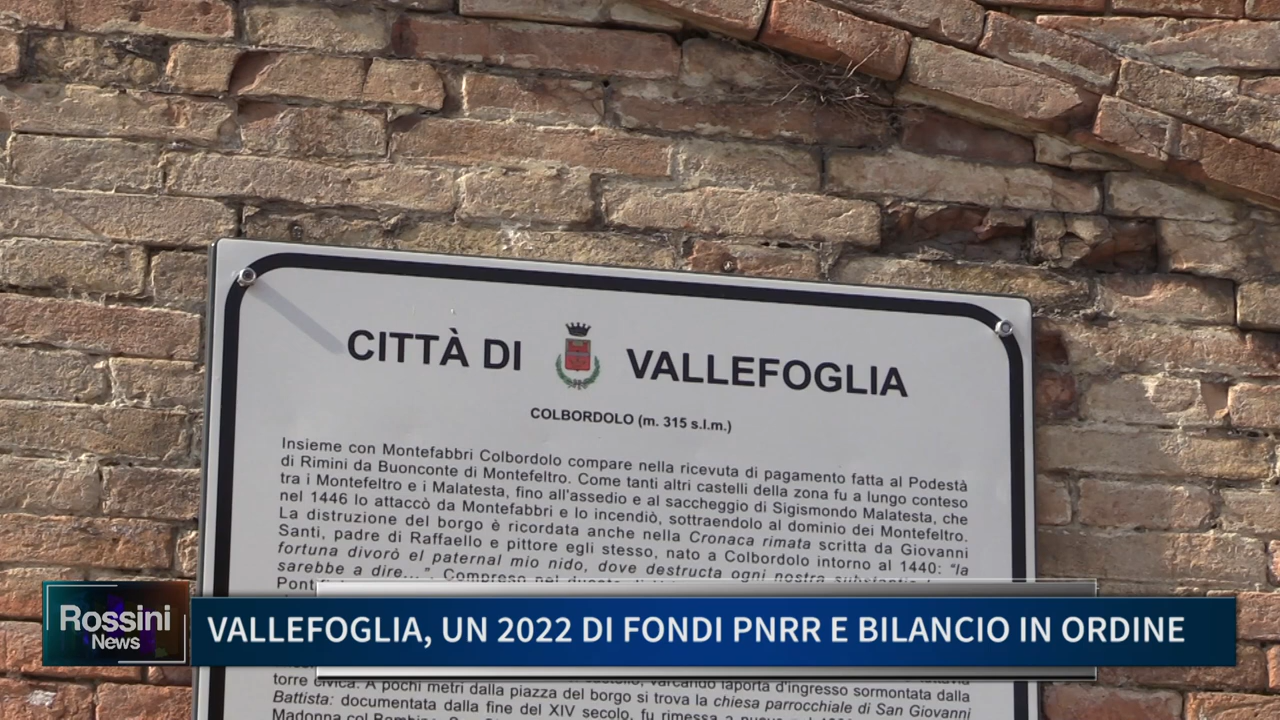 CITTÀ DI VALLEFOGLIA
COLBORDOLO (m. 315 s.l.m.)
Insieme con Montefabbri Colbordolo compare nella ricevuta di pagamento fatta al Podestà
di Rimini da Buonconte di Montefeltro. Come tanti altri castelli della zona fu a lungo conteso
tra i Montefeltro e i Malatesta, fino all'assedio e al saccheggio di Sigismondo Malatesta, che
nel 1446 lo attaccò da Montefabbri e lo incendiò, sottraendolo al dominio dei Montefeltro.
La distruzione del borgo è ricordata anche nella Cronaca rimata scritta da Giovanni
Santi, padre di Raffaello e pittore egli stesso, nato a Colbordolo intorno al 1440: "la
fortuna divorò el paternal mio nido, dove destructa ogni nostra substantia
sarebbe a dire...". Compreso nel
Rossini
News
VALLEFOGLIA, UN 2022 DI FONDI PNRR E BILANCIO IN ORDINE
torre civica. A pochi metri dalla piazza del borgo si trova la chiesa parrocchiale di San Giovanni
Battista: documentata dalla fine del XIV secolo, fu rimessa a nuovo
Madonna col Bambino